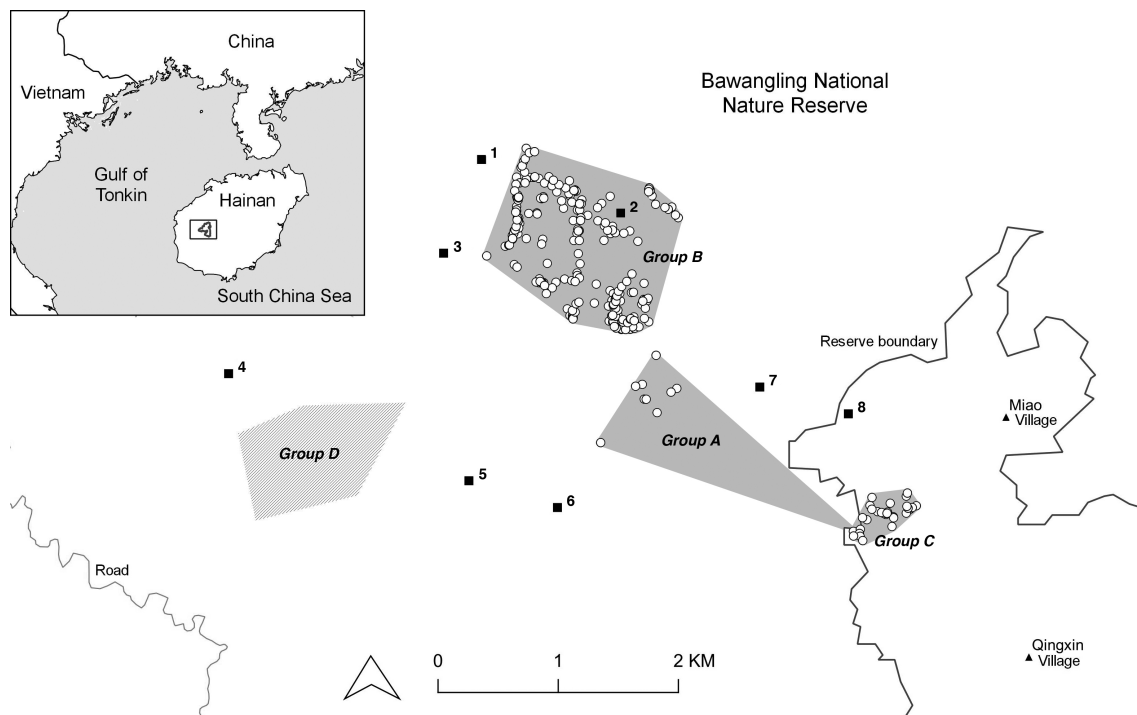 China
Vietnam
Gulf of
Tonkin
Hainan
South China Sea
Bawangling National
Nature Reserve
1
2
3
Group B
Reserve boundary
4
7
8
Miao
Village
Group A
Group D
5
6
Group C
Road
Qingxin
Village
0
1
2 KM